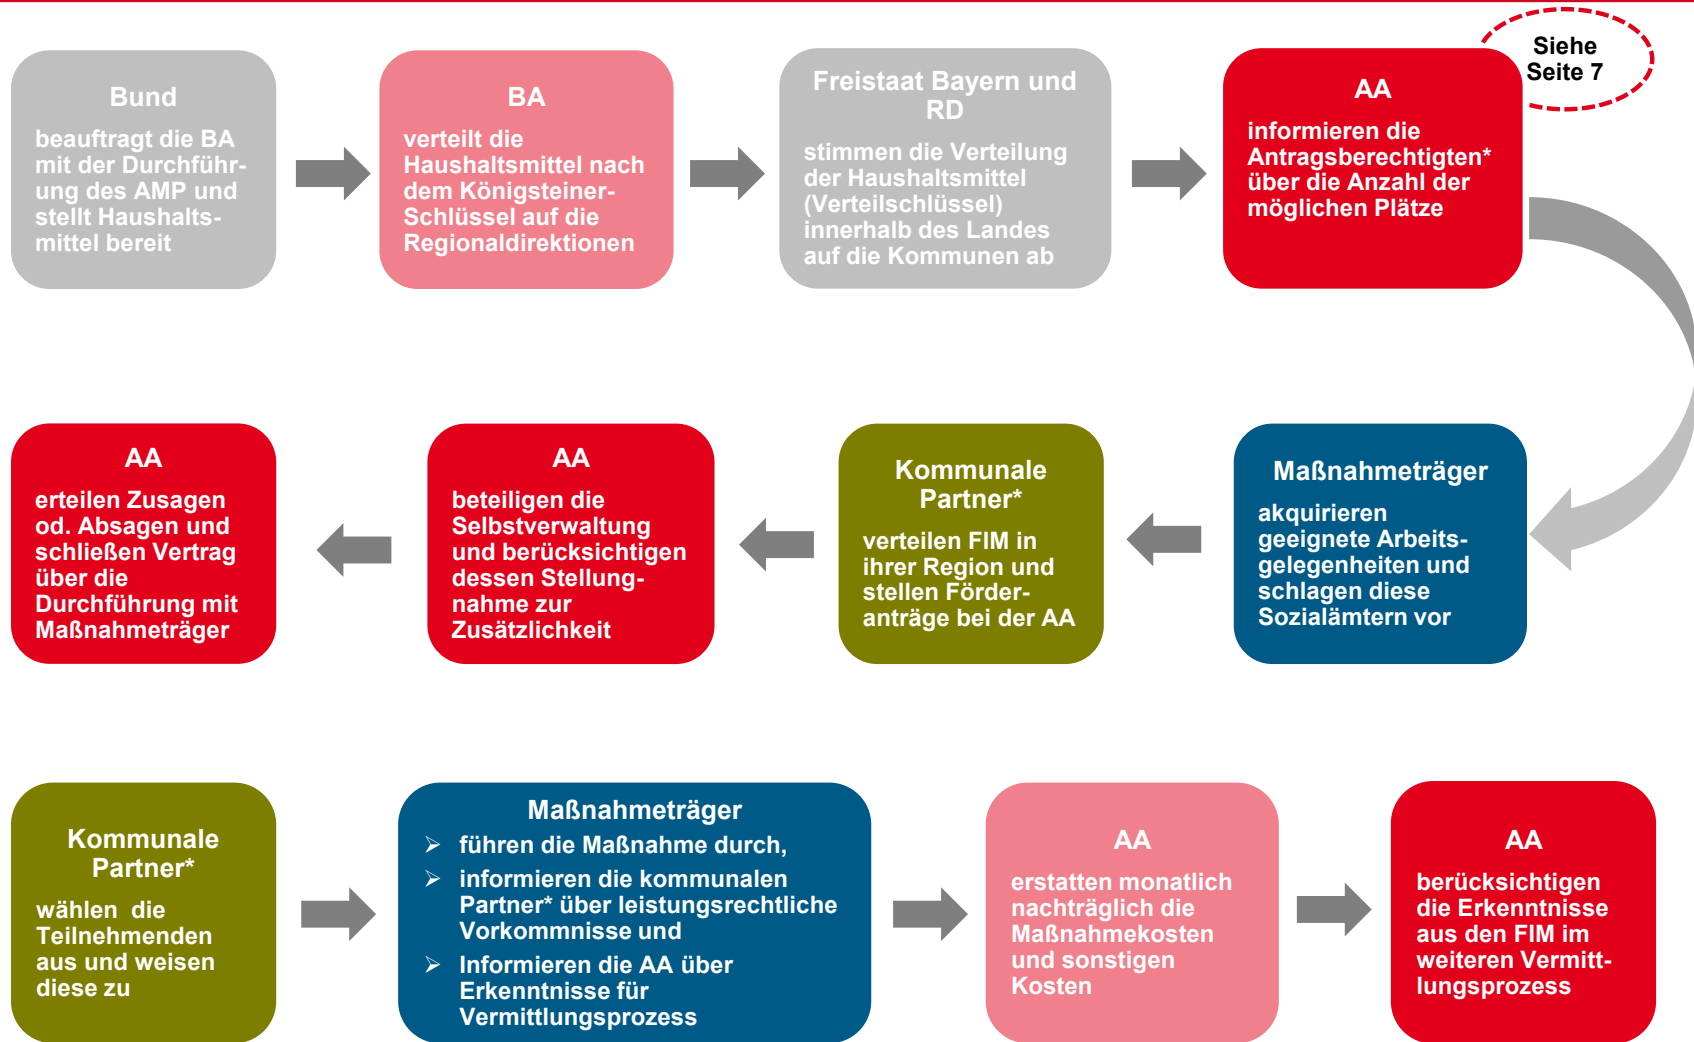 Siehe
Seite 7
Bund
beauftragt die BA
mit der Durchführ-
ung des AMP und
stellt Haushalts-
mittel bereit
BA
verteilt die
Haushaltsmittel nach
dem Königsteiner-
Schlüssel auf die
Regionaldirektionen
Freistaat Bayern und
RD
stimmen die Verteilung
der Haushaltsmittel
(Verteilschlüssel)
innerhalb des Landes
auf die Kommunen ab
AA
informieren die
Antragsberechtigten*
über die Anzahl der
möglichen Plätze
Maßnahmeträger
akquirieren
geeignete Arbeits-
gelegenheiten und
schlagen diese
Sozialämtern vor
Kommunale
Partner*
verteilen FIM in
ihrer Region und
stellen Förder-
anträge bei der AA
AA
beteiligen die
Selbstverwaltung
und berücksichtigen
dessen Stellung-
nahme zur
Zusätzlichkeit
AA
erteilen Zusagen
od. Absagen und
schließen Vertrag
über die
Durchführung mit
Maßnahmeträger
Kommunale
Partner*
wählen  die
Teilnehmenden
aus und weisen
diese zu
Maßnahmeträger
➢ führen die Maßnahme durch,
➢ informieren die kommunalen
Partner* über leistungsrechtliche
Vorkommnisse und
➢ Informieren die AA über
Erkenntnisse für
Vermittlungsprozess
AA
erstatten monatlich
nachträglich die
Maßnahmekosten
und sonstigen
Kosten
AA
berücksichtigen
die Erkenntnisse
aus den FIM im
weiteren Vermitt-
lungsprozess